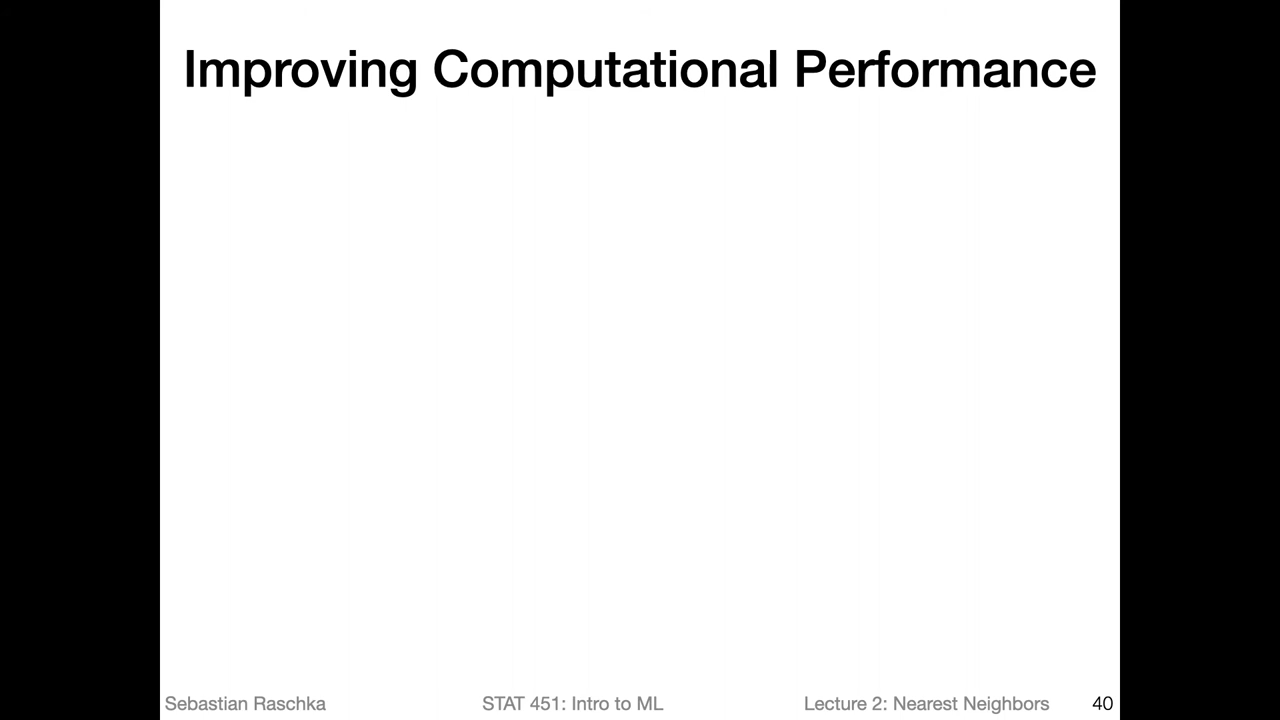 Improving Computational Performance
Sebastian Raschka STAT 451: Intro to ML Lecture 2: Nearest Neighbors 40